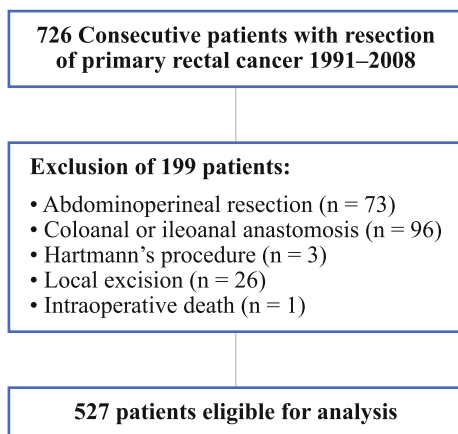 726 Consecutive patients with resection
of primary rectal cancer 1991–2008
Exclusion of 199 patients:
• Abdominoperineal resection (n = 73)
• Coloanal or ileoanal anastomosis (n = 96)
• Hartmann’s procedure (n = 3)
• Local excision (n = 26)
• Intraoperative death (n = 1)
527 patients eligible for analysis